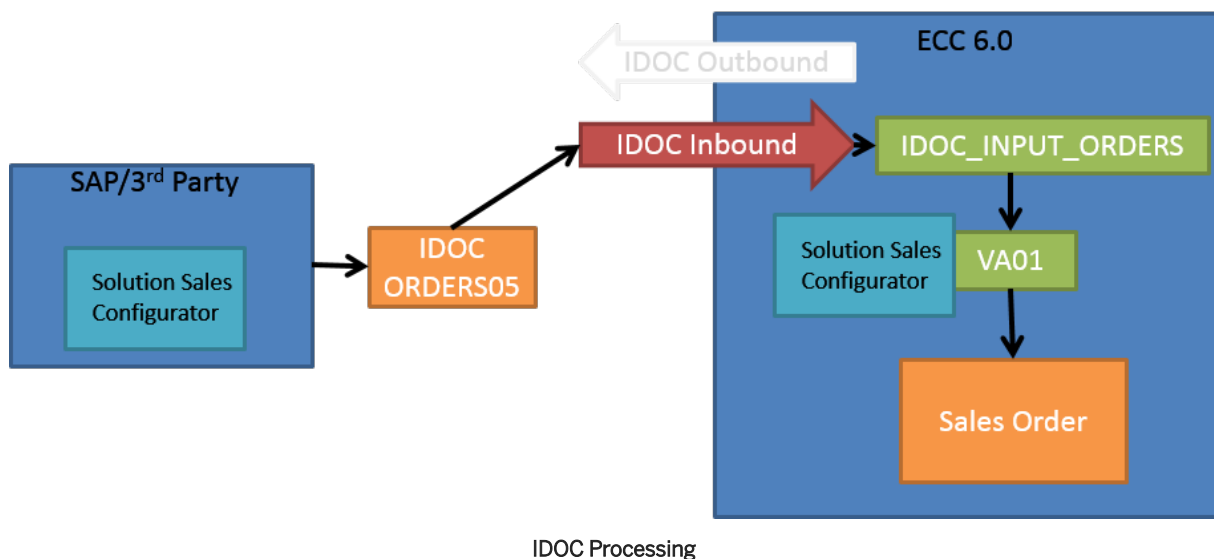 ECC 6.0
IDOC Outbound
IDOC Inbound
IDOC_INPUT_ORDERS
SAP/3rd Party
Solution Sales
Configurator
IDOC
ORDERS05
Solution Sales
Configurator
VA01
Sales Order
IDOC Processing